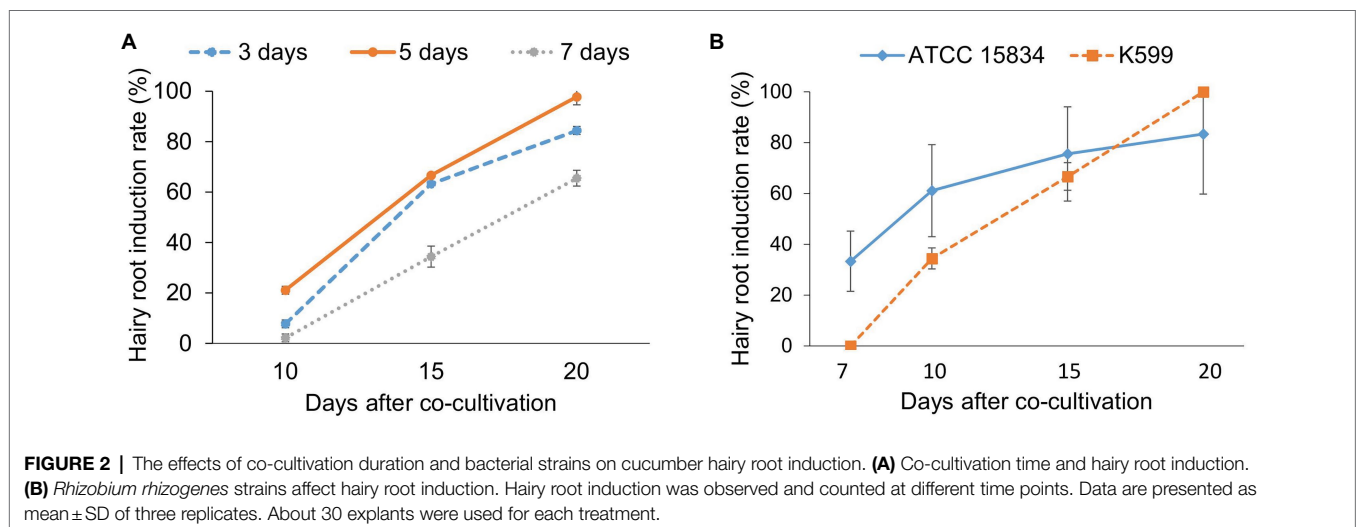 A
3 days 5 days 7 days
Hairy root induction rate (%)
100
80
60
40
20
0
10 15 20
Days after co-cultivation
B
ATCC 15834 K599
Hairy root induction rate (%)
100
80
60
40
20
0
7 10 15 20
Days after co-cultivation
FIGURE 2 | The effects of co-cultivation duration and bacterial strains on cucumber hairy root induction. (A) Co-cultivation time and hairy root induction.
(B) Rhizobium rhizogenes strains affect hairy root induction. Hairy root induction was observed and counted at different time points. Data are presented as
mean ± SD of three replicates. About 30 explants were used for each treatment.